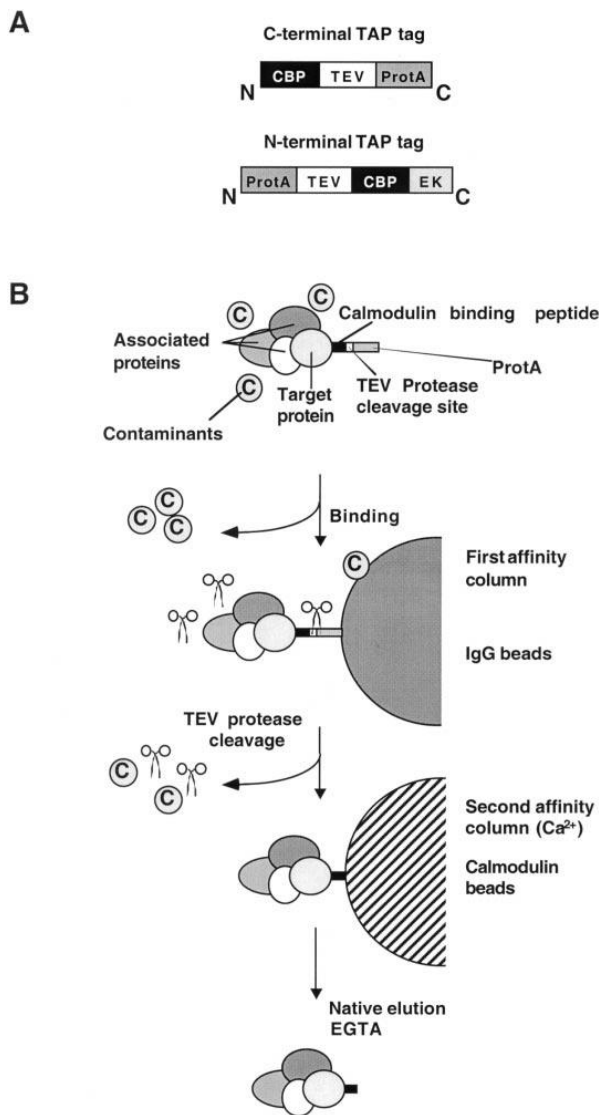 A
C-terminal TAP tag
CBP TEV ProtA
N C
N-terminal TAP tag
ProtA TEV CBP EK
N C
B
C
C
Calmodulin binding peptide
Associated
proteins
ProtA
C
Target
protein
TEV Protease
cleavage site
Contaminants
C
C
C
Binding
C
First affinity
column
IgG beads
TEV protease
cleavage
C
C
Second affinity
column (Ca²⁺)
Calmodulin
beads
Native elution
EGTA